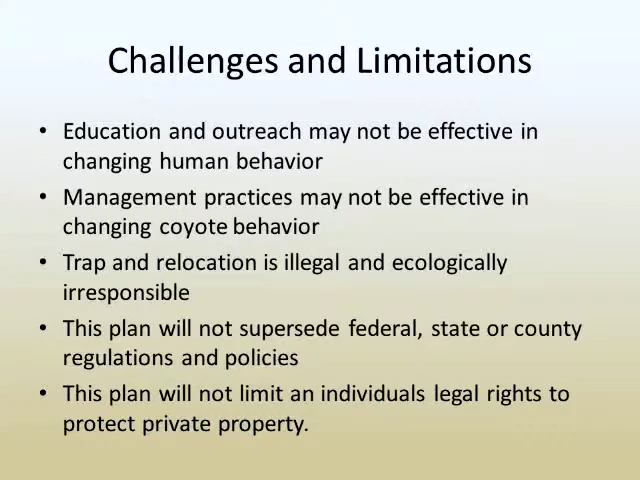 Challenges and Limitations
• Education and outreach may not be effective in
changing human behavior
• Management practices may not be effective in
changing coyote behavior
• Trap and relocation is illegal and ecologically
irresponsible
• This plan will not supersede federal, state or county
regulations and policies
• This plan will not limit an individuals legal rights to
protect private property.